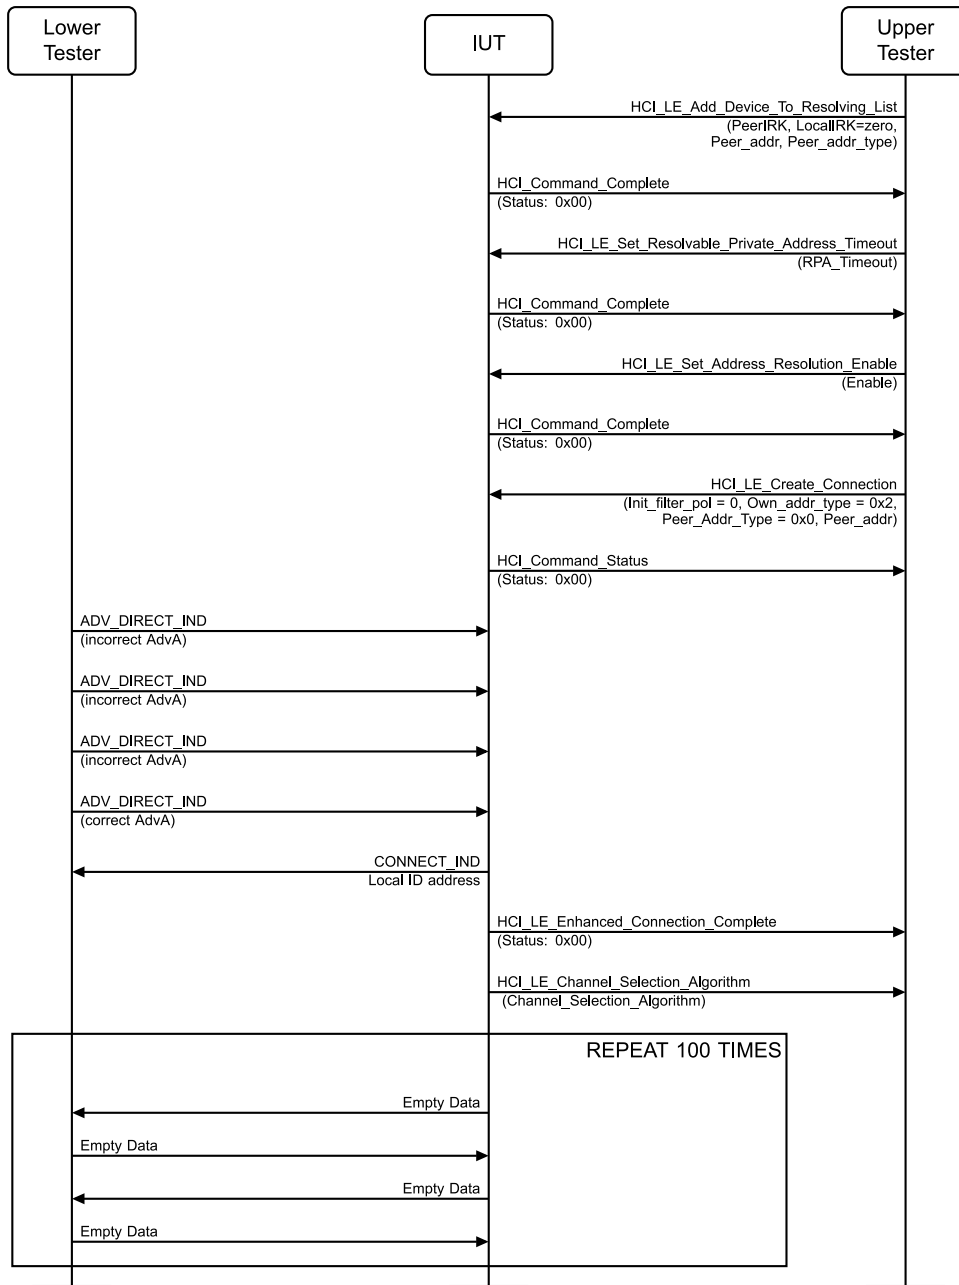 Lower
Tester
IUT
Upper
Tester
HCI_LE_Add_Device_To_Resolving_List
(PeerIRK, LocalIRK=zero,
Peer_addr, Peer_addr_type)
HCI_Command_Complete
(Status: 0x00)
HCI_LE_Set_Resolvable_Private_Address_Timeout
(RPA_Timeout)
HCI_Command_Complete
(Status: 0x00)
HCI_LE_Set_Address_Resolution_Enable
(Enable)
HCI_Command_Complete
(Status: 0x00)
HCI_LE_Create_Connection
(Init_filter_pol = 0, Own_addr_type = 0x2,
Peer_Addr_Type = 0x0, Peer_addr)
HCI_Command_Status
(Status: 0x00)
ADV_DIRECT_IND
(incorrect AdvA)
ADV_DIRECT_IND
(incorrect AdvA)
ADV_DIRECT_IND
(incorrect AdvA)
ADV_DIRECT_IND
(correct AdvA)
CONNECT_IND
Local ID address
HCI_LE_Enhanced_Connection_Complete
(Status: 0x00)
HCI_LE_Channel_Selection_Algorithm
(Channel_Selection_Algorithm)
REPEAT 100 TIMES
Empty Data
Empty Data
Empty Data
Empty Data